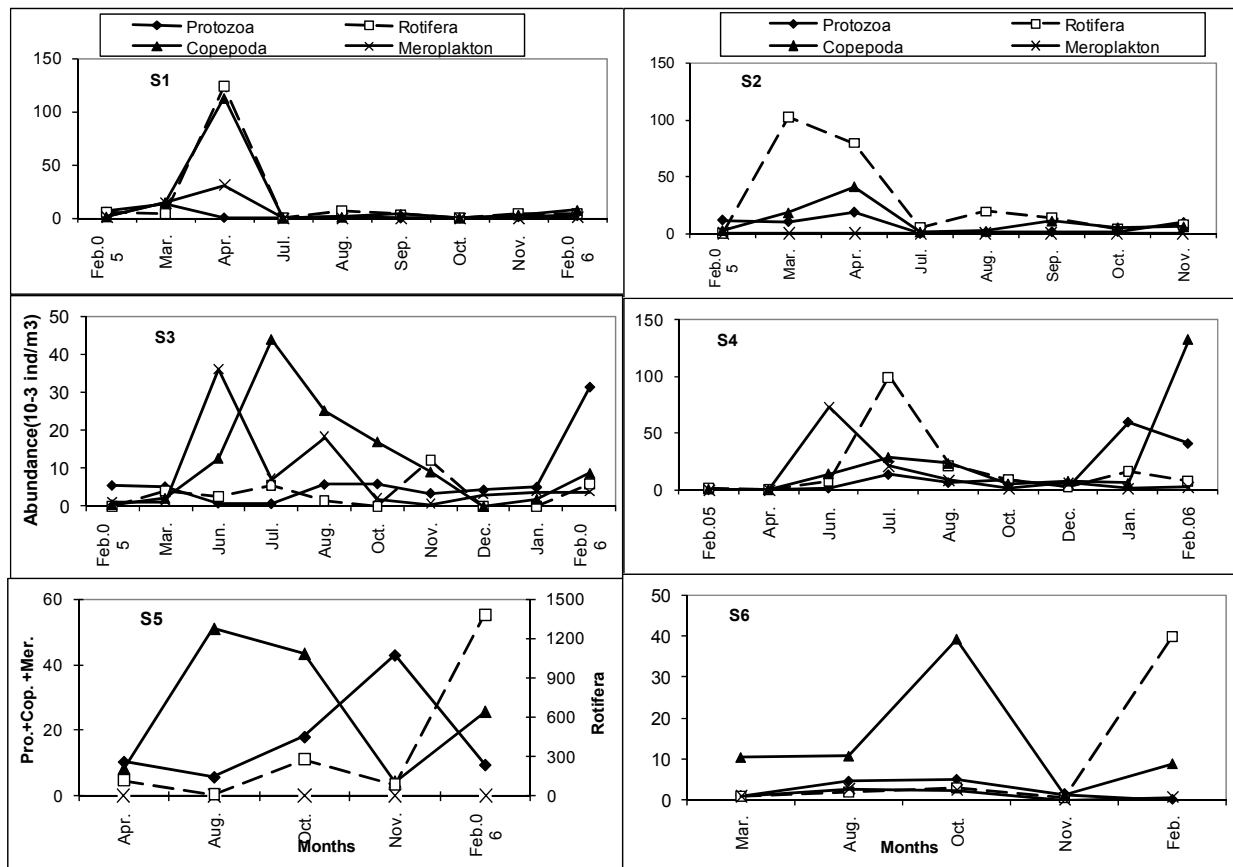 Protozoa Rotifera
Copepoda Meroplakton
S1
150
100
50
0
Feb.0
5
Mar.
Apr.
Jul.
Aug.
Sep.
Oct.
Nov.
Feb.0
6
Protozoa Rotifera
Copepoda Meroplakton
S2
150
100
50
0
Feb.0
5
Mar.
Apr.
Jul.
Aug.
Sep.
Oct.
Nov.
Abundance(10-3 ind/m3)
S3
50
40
30
20
10
0
Feb.0
5
Mar.
Jun.
Jul.
Aug.
Oct.
Nov.
Dec.
Jan.
Feb.0
6
S4
150
100
50
0
Feb.05
Apr.
Jun.
Jul.
Aug.
Oct.
Dec.
Jan.
Feb.06
Pro.+Cop. +Mer.
S5
60
40
20
0
1500
1200
900
600
300
0
Rotifera
Apr.
Aug.
Oct.
Nov.
Feb.0
6
Months
S6
50
40
30
20
10
0
Mar.
Aug.
Oct.
Nov.
Feb.
Months